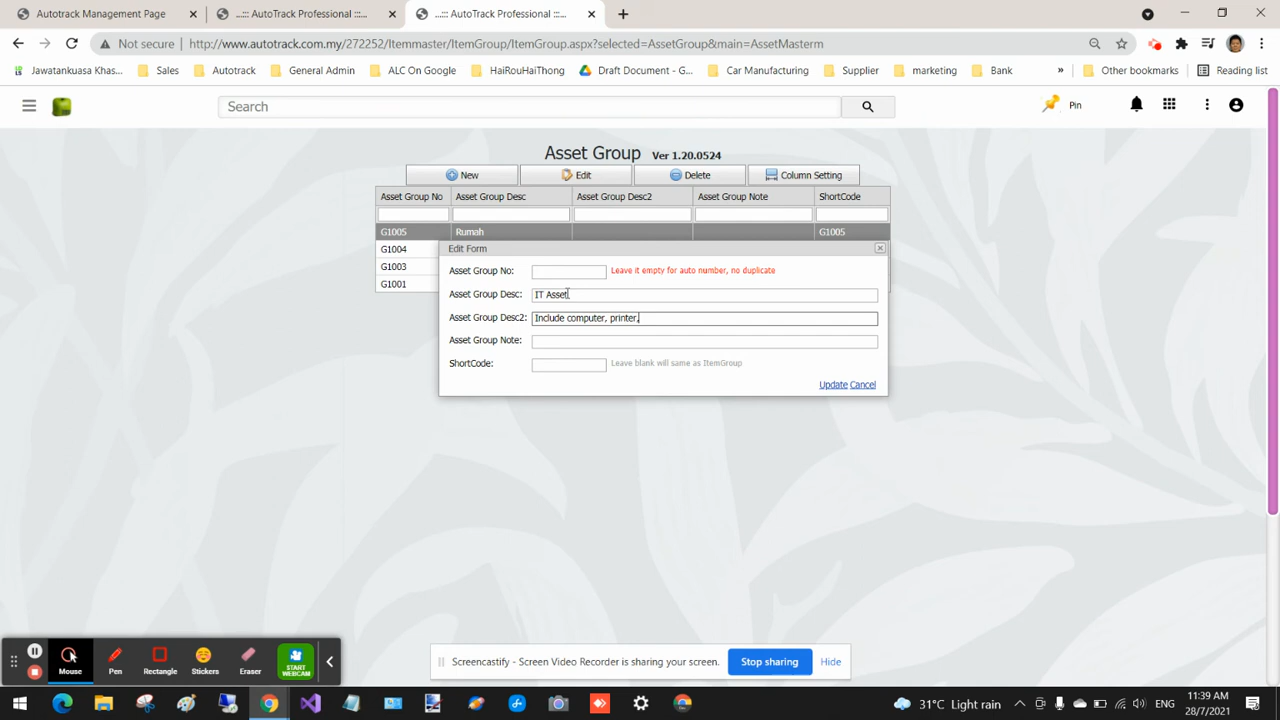 Autotrack Management Page
...::: AutoTrack Professional :::...
...::: AutoTrack Professional :::...
Not secure
http://www.autotrack.com.my/272252/Itemmaster/ItemGroup/ItemGroup.aspx?selected=AssetGroup&main=AssetMasterm
Jawatankuasa Khas...
Sales
Autotrack
General Admin
ALC On Google
HaiRouHaiThong
Draft Document - G...
Car Manufacturing
Supplier
marketing
Bank
»
Other bookmarks
Reading list
Search
Pin
Asset Group Ver 1.20.0524
New
Edit
Delete
Column Setting
Asset Group No
Asset Group Desc
Asset Group Desc2
Asset Group Note
ShortCode
G1005
Rumah
G1005
G1004
G1003
G1001
Edit Form
Asset Group No:
Leave it empty for auto number, no duplicate
Asset Group Desc:
IT Asset
Asset Group Desc2:
Include computer, printer,
Asset Group Note:
ShortCode:
Leave blank will same as ItemGroup
Update Cancel
Mouse
Pen
Rectangle
Stickers
Eraser
START WEBCAM
Screencastify - Screen Video Recorder is sharing your screen.
Stop sharing
Hide
31°C Light rain
ENG
11:39 AM
28/7/2021